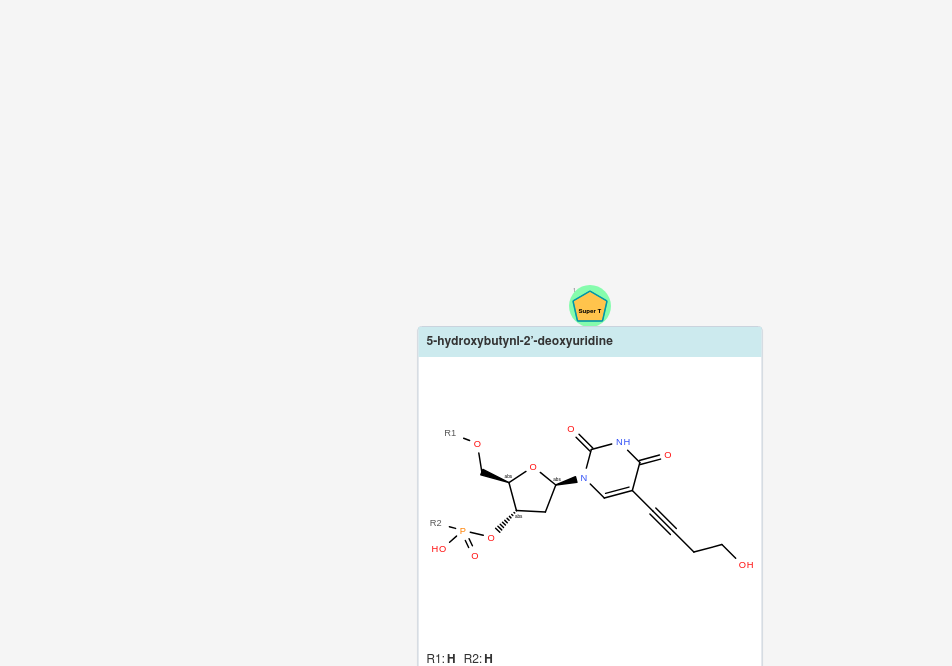 Super T
5-hydroxybutynl-2'-deoxyuridine
O
NH
R1
O
O
O
abs
abs
N
abs
R2
P
O
HO
O
OH
R1: H R2: H